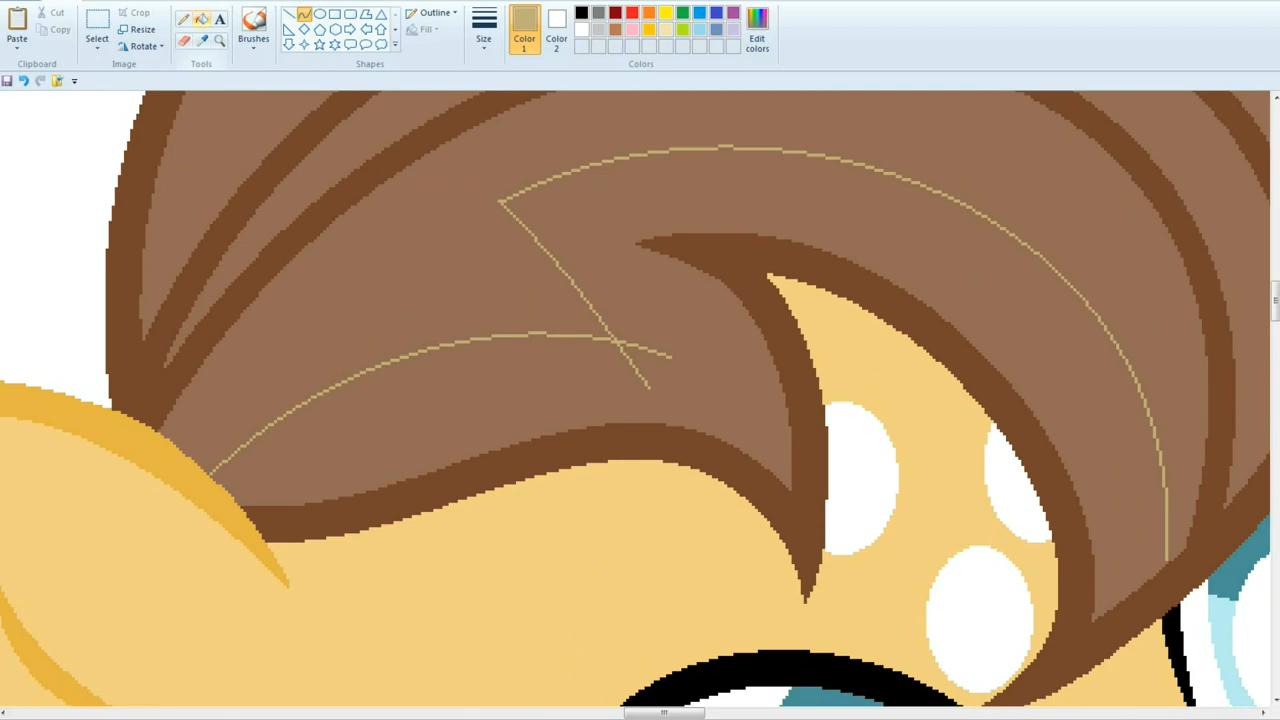 Paste
Cut
Copy
Clipboard
Select
Crop
Resize
Rotate
Image
A
Tools
Brushes
Outline
Fill
Shapes
Size
Color
1
Color
2
Edit
colors
Colors